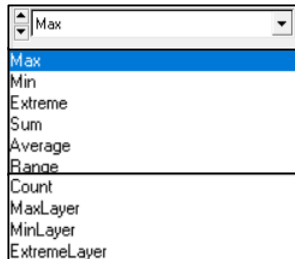 Max
Max
Min
Extreme
Sum
Average
Range
Count
MaxLayer
MinLayer
ExtremeLayer